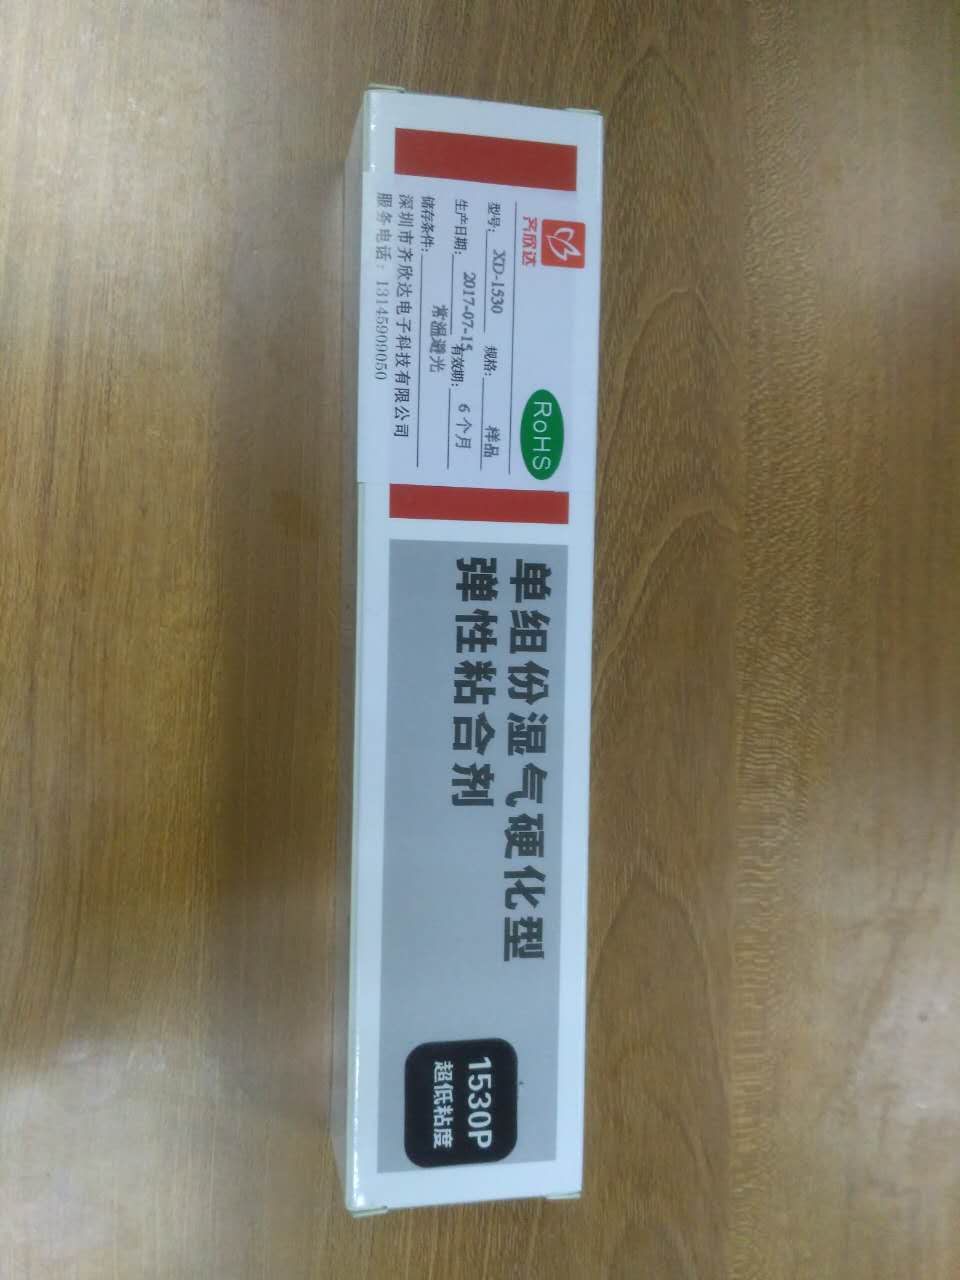 齐欣达
RoHS
型号: XD-1530 规格: 样品
生产日期: 2017-07-15 有效期: 6个月
储存条件: 常温避光
深圳市齐欣达电子科技有限公司
服务电话: 13145909050
单组份湿气硬化型
弹性粘合剂
1530P
超低粘度